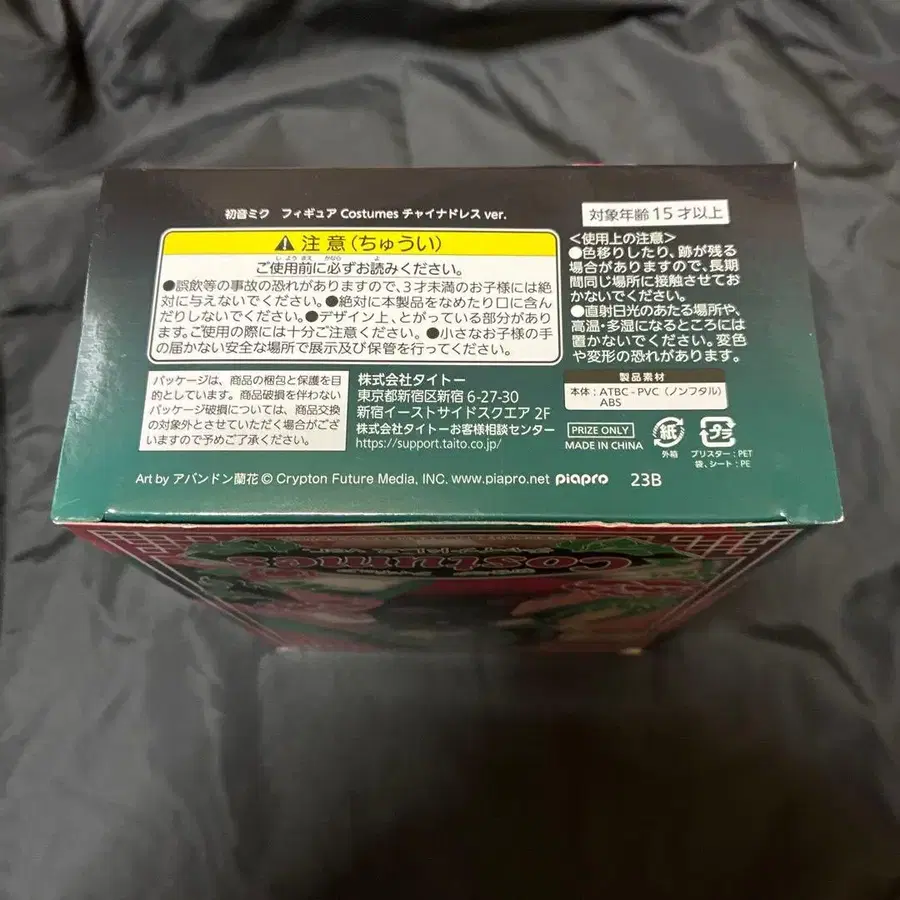 初音ミク フィギュア Costumes チャイナドレス ver.
対象年齢 15才以上
⚠注意(ちゅうい)
ご使用前に必ずお読みください。
●誤飲等の事故の恐れがありますので、3才未満のお子様には絶
対に与えないでください。●絶対に本製品をなめたり口に含ん
だりしないでください。●デザイン上、とがっている部分があり
ます。ご使用の際には十分ご注意ください。●小さなお子様の手
の届かない安全な場所で展示及び保管を行ってください。
<使用上の注意>
●色移りしたり、跡が残る
場合がありますので、長期
間同じ場所に接触させてお
かないでください。
●直射日光のあたる場所や、
高温・多湿になるところには
置かないでください。変色
や変形の恐れがあります。
パッケージは、商品の梱包と保護を目
的としています。商品破損を伴わない
パッケージ破損については、商品交換
の対象外とさせていただく場合がござ
いますので予めご了承ください。
株式会社タイトー
東京都新宿区新宿 6-27-30
新宿イーストサイドスクエア 2F
株式会社タイトーお客様相談センター
https://support.taito.co.jp/
製品素材
本体:ATBC-PVC(ノンフタル)
ABS
PRIZE ONLY
MADE IN CHINA
紙
外箱
プラ
ブリスター:PET
袋、シート:PE
Art by アバンドン蘭花 © Crypton Future Media, INC. www.piapro.net piapro 23B
Costumes